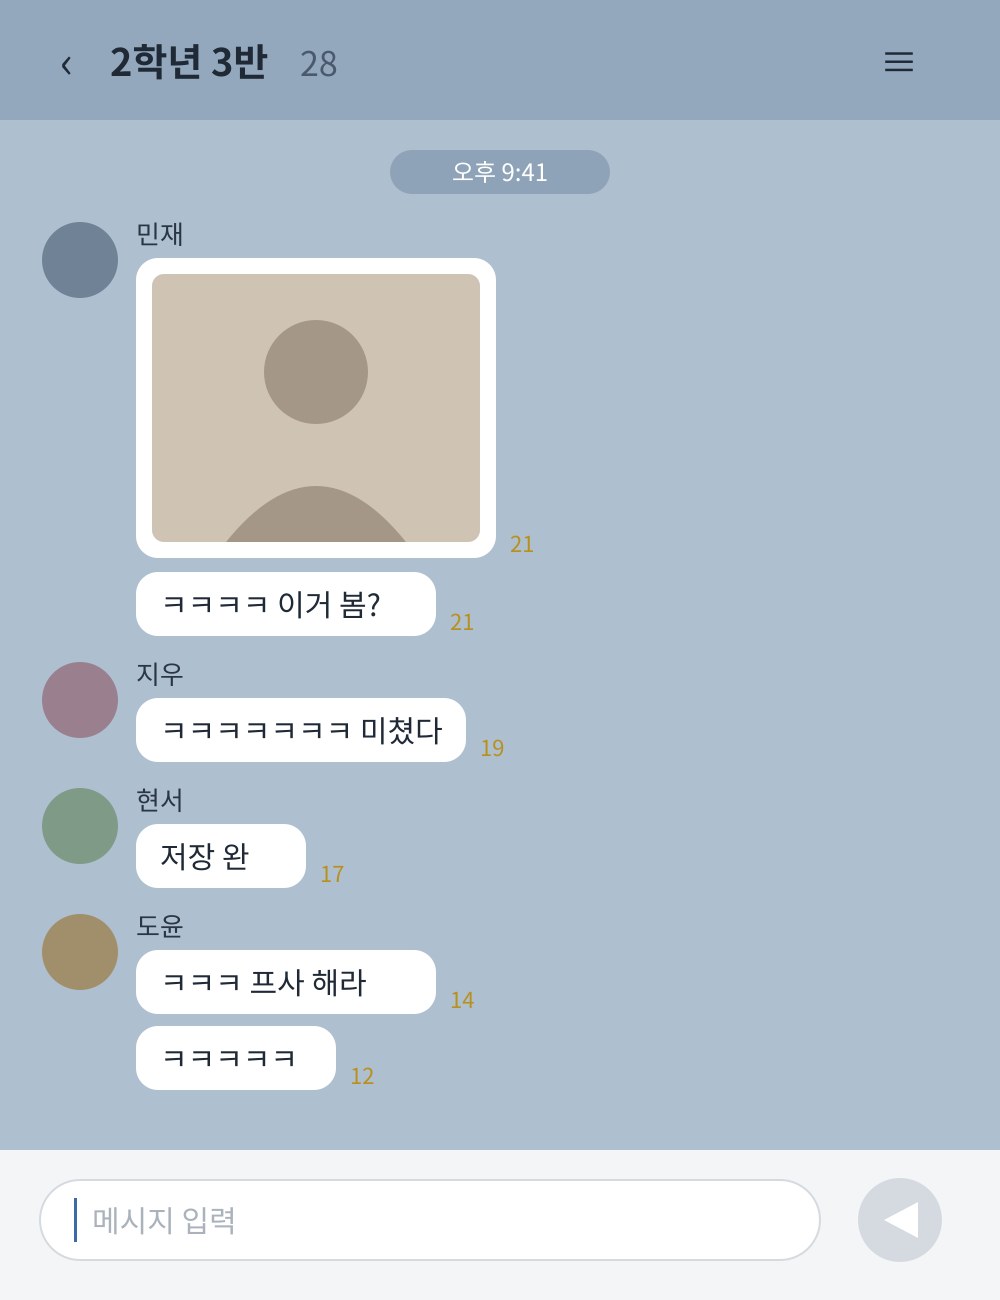 2학년 3반 28
오후 9:41
민재
21
ㅋㅋㅋㅋ 이거 봄?
21
지우
ㅋㅋㅋㅋㅋㅋㅋ 미쳤다
19
현서
저장 완
17
도윤
ㅋㅋㅋ 프사 해라
14
ㅋㅋㅋㅋㅋ
12
메시지 입력